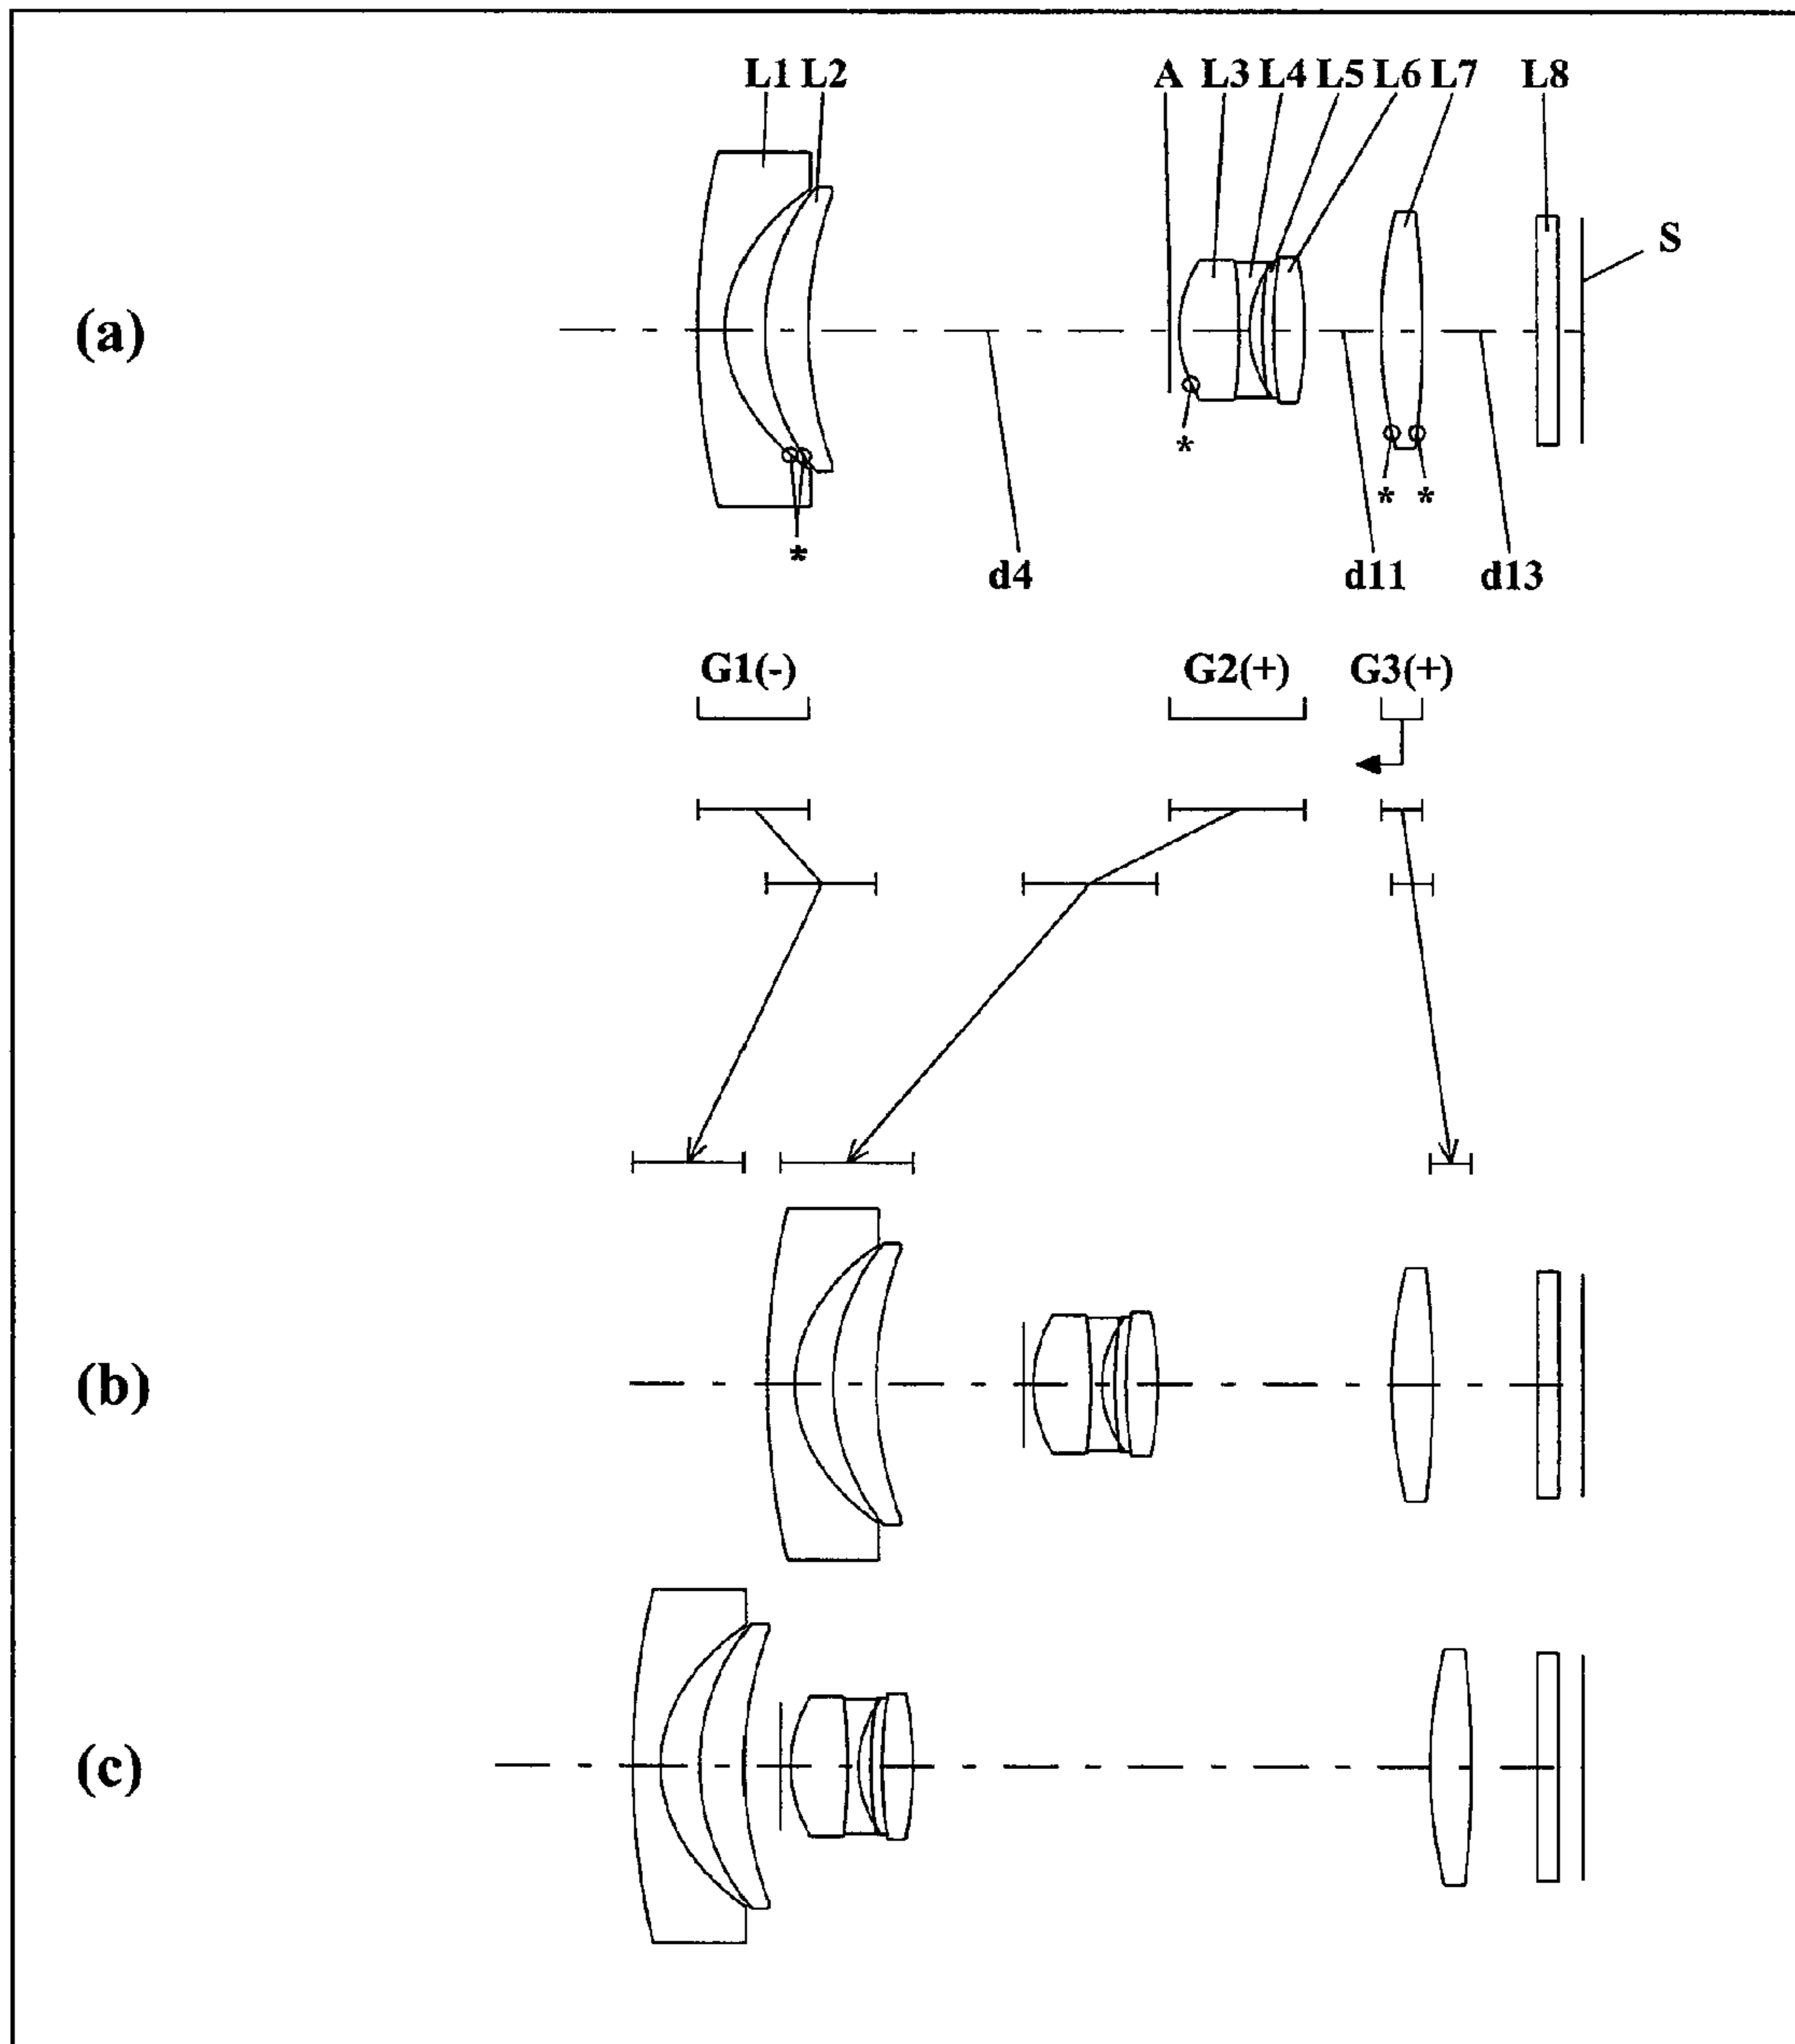 L1 L2 A L3 L4 L5 L6 L7 L8
S
(a)
*
* *
*
d4 d11 d13
G1(-) G2(+) G3(+)
(b)
(c)